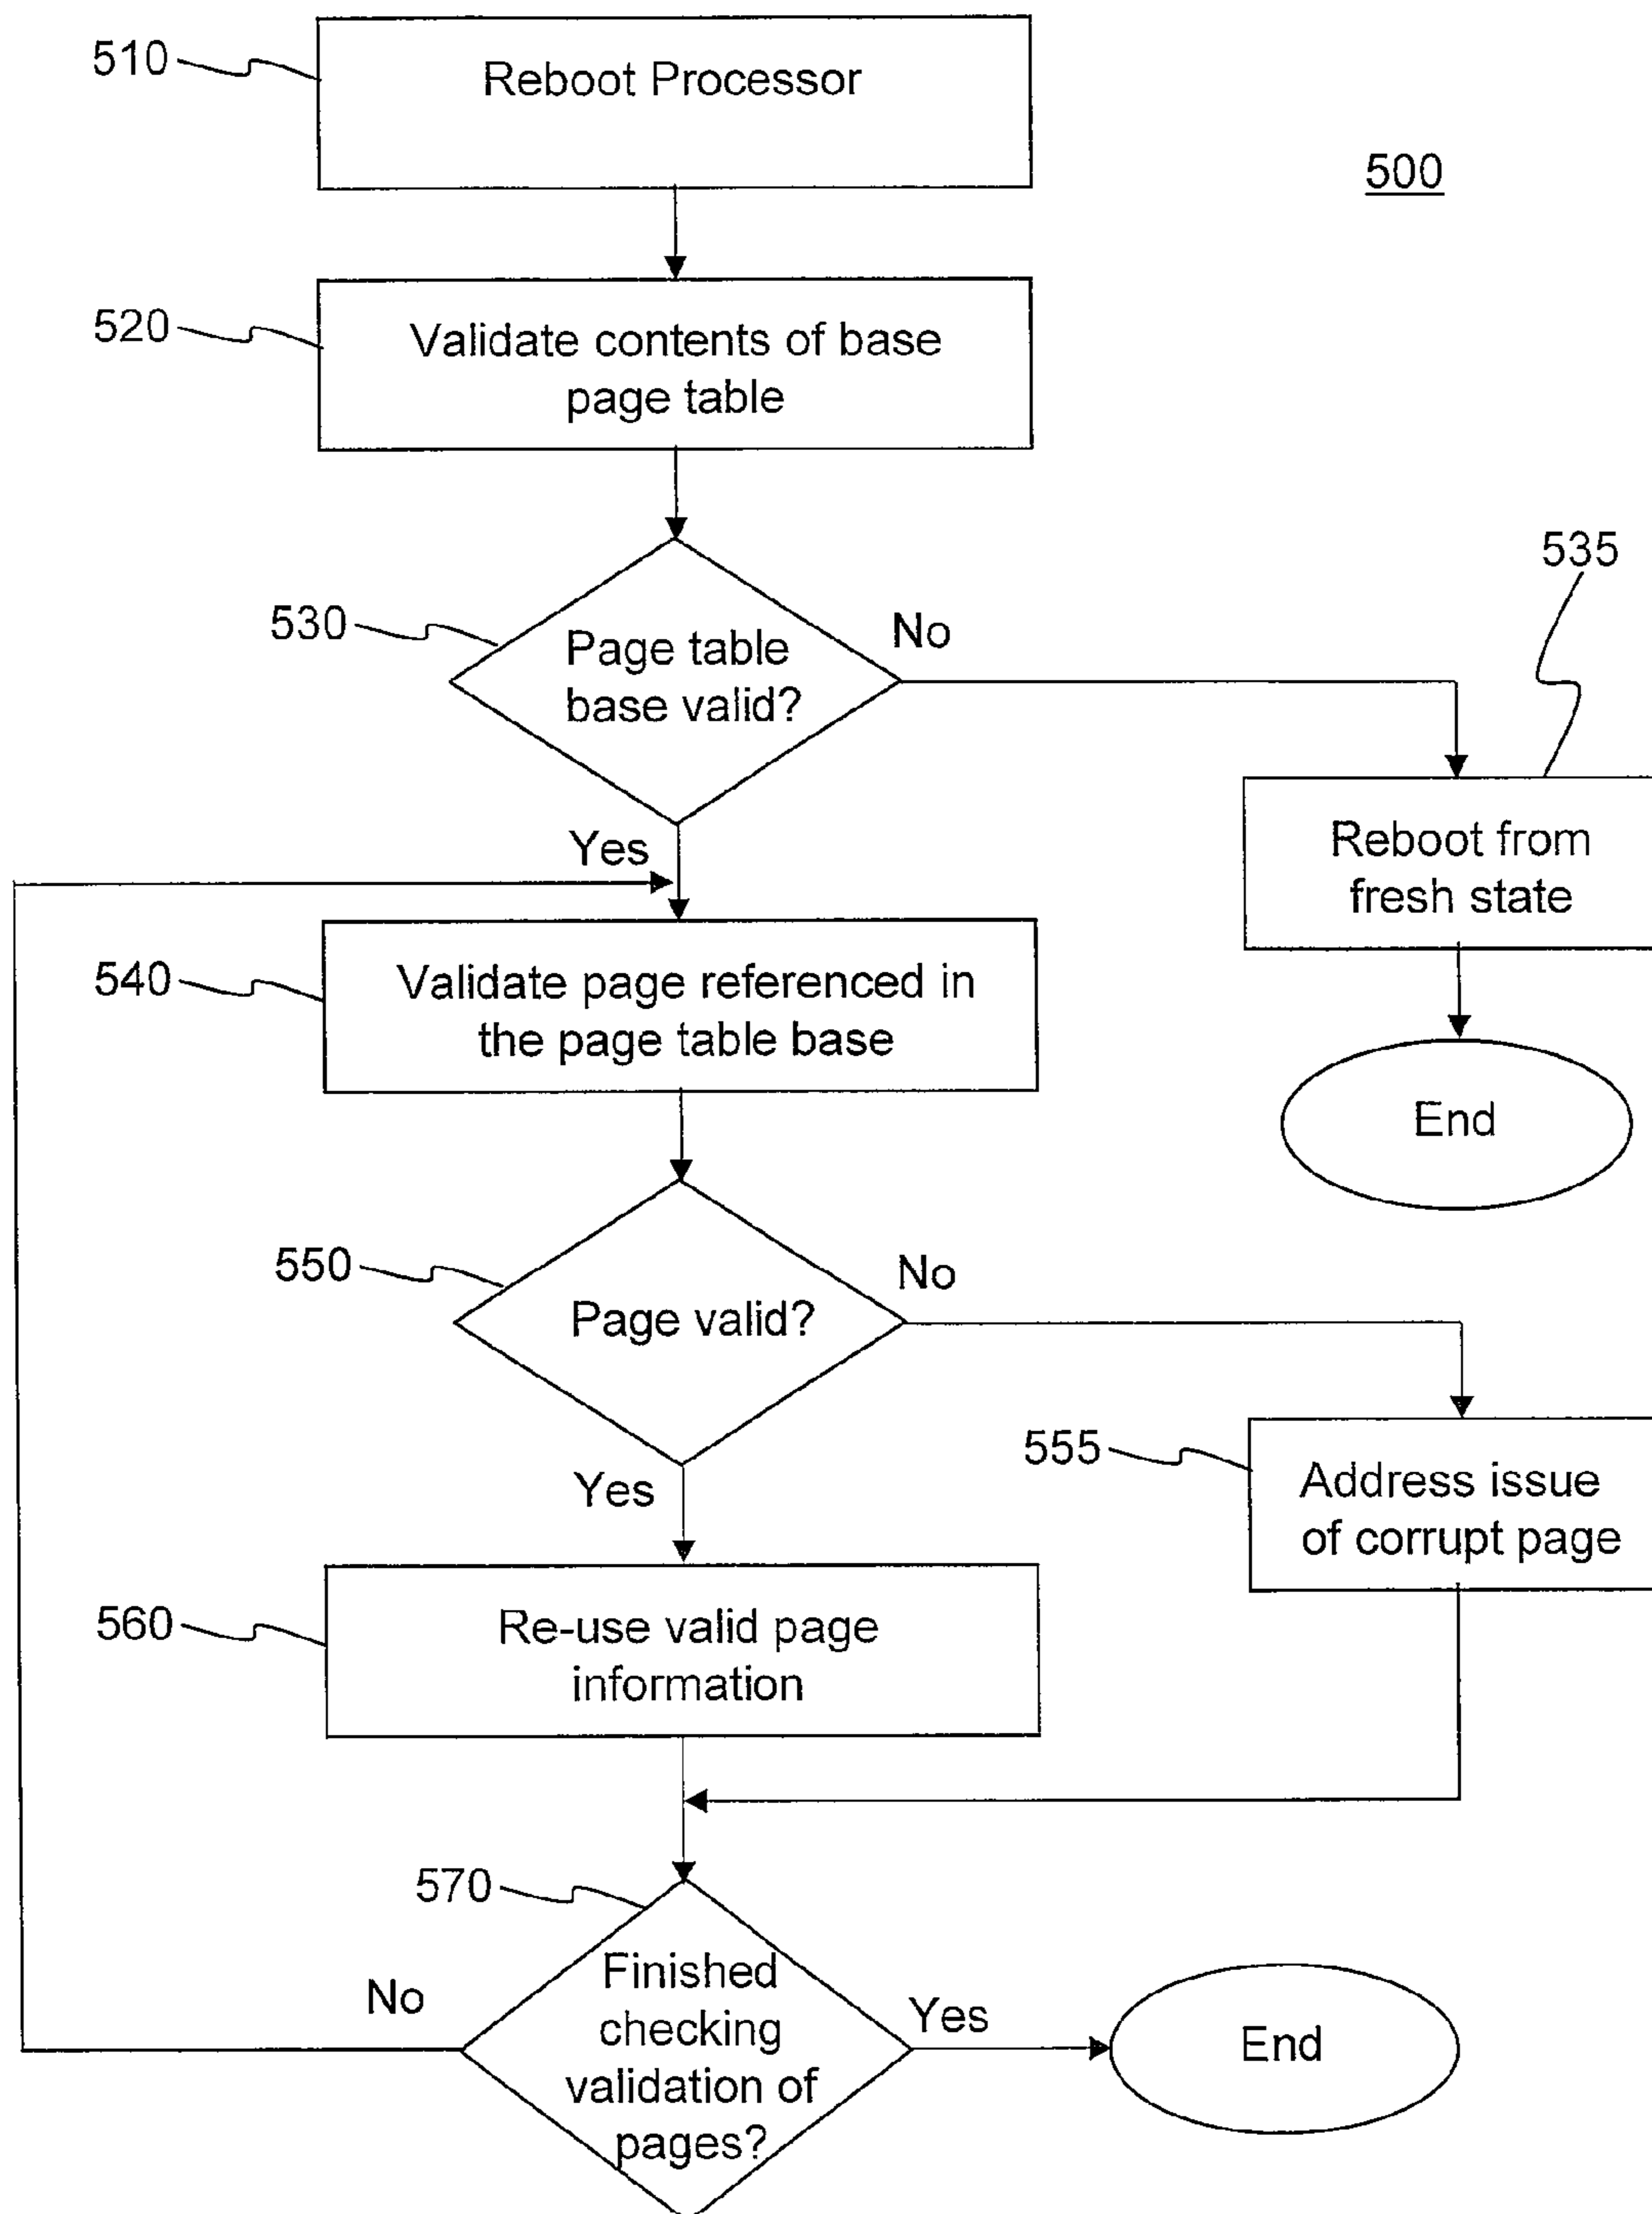 510
Reboot Processor
500
520
Validate contents of base
page table
530
Page table
base valid?
No
535
Yes
Reboot from
fresh state
540
Validate page referenced in
the page table base
End
550
Page valid?
No
555
Address issue
of corrupt page
Yes
560
Re-use valid page
information
570
Finished
checking
validation of
pages?
No
Yes
End